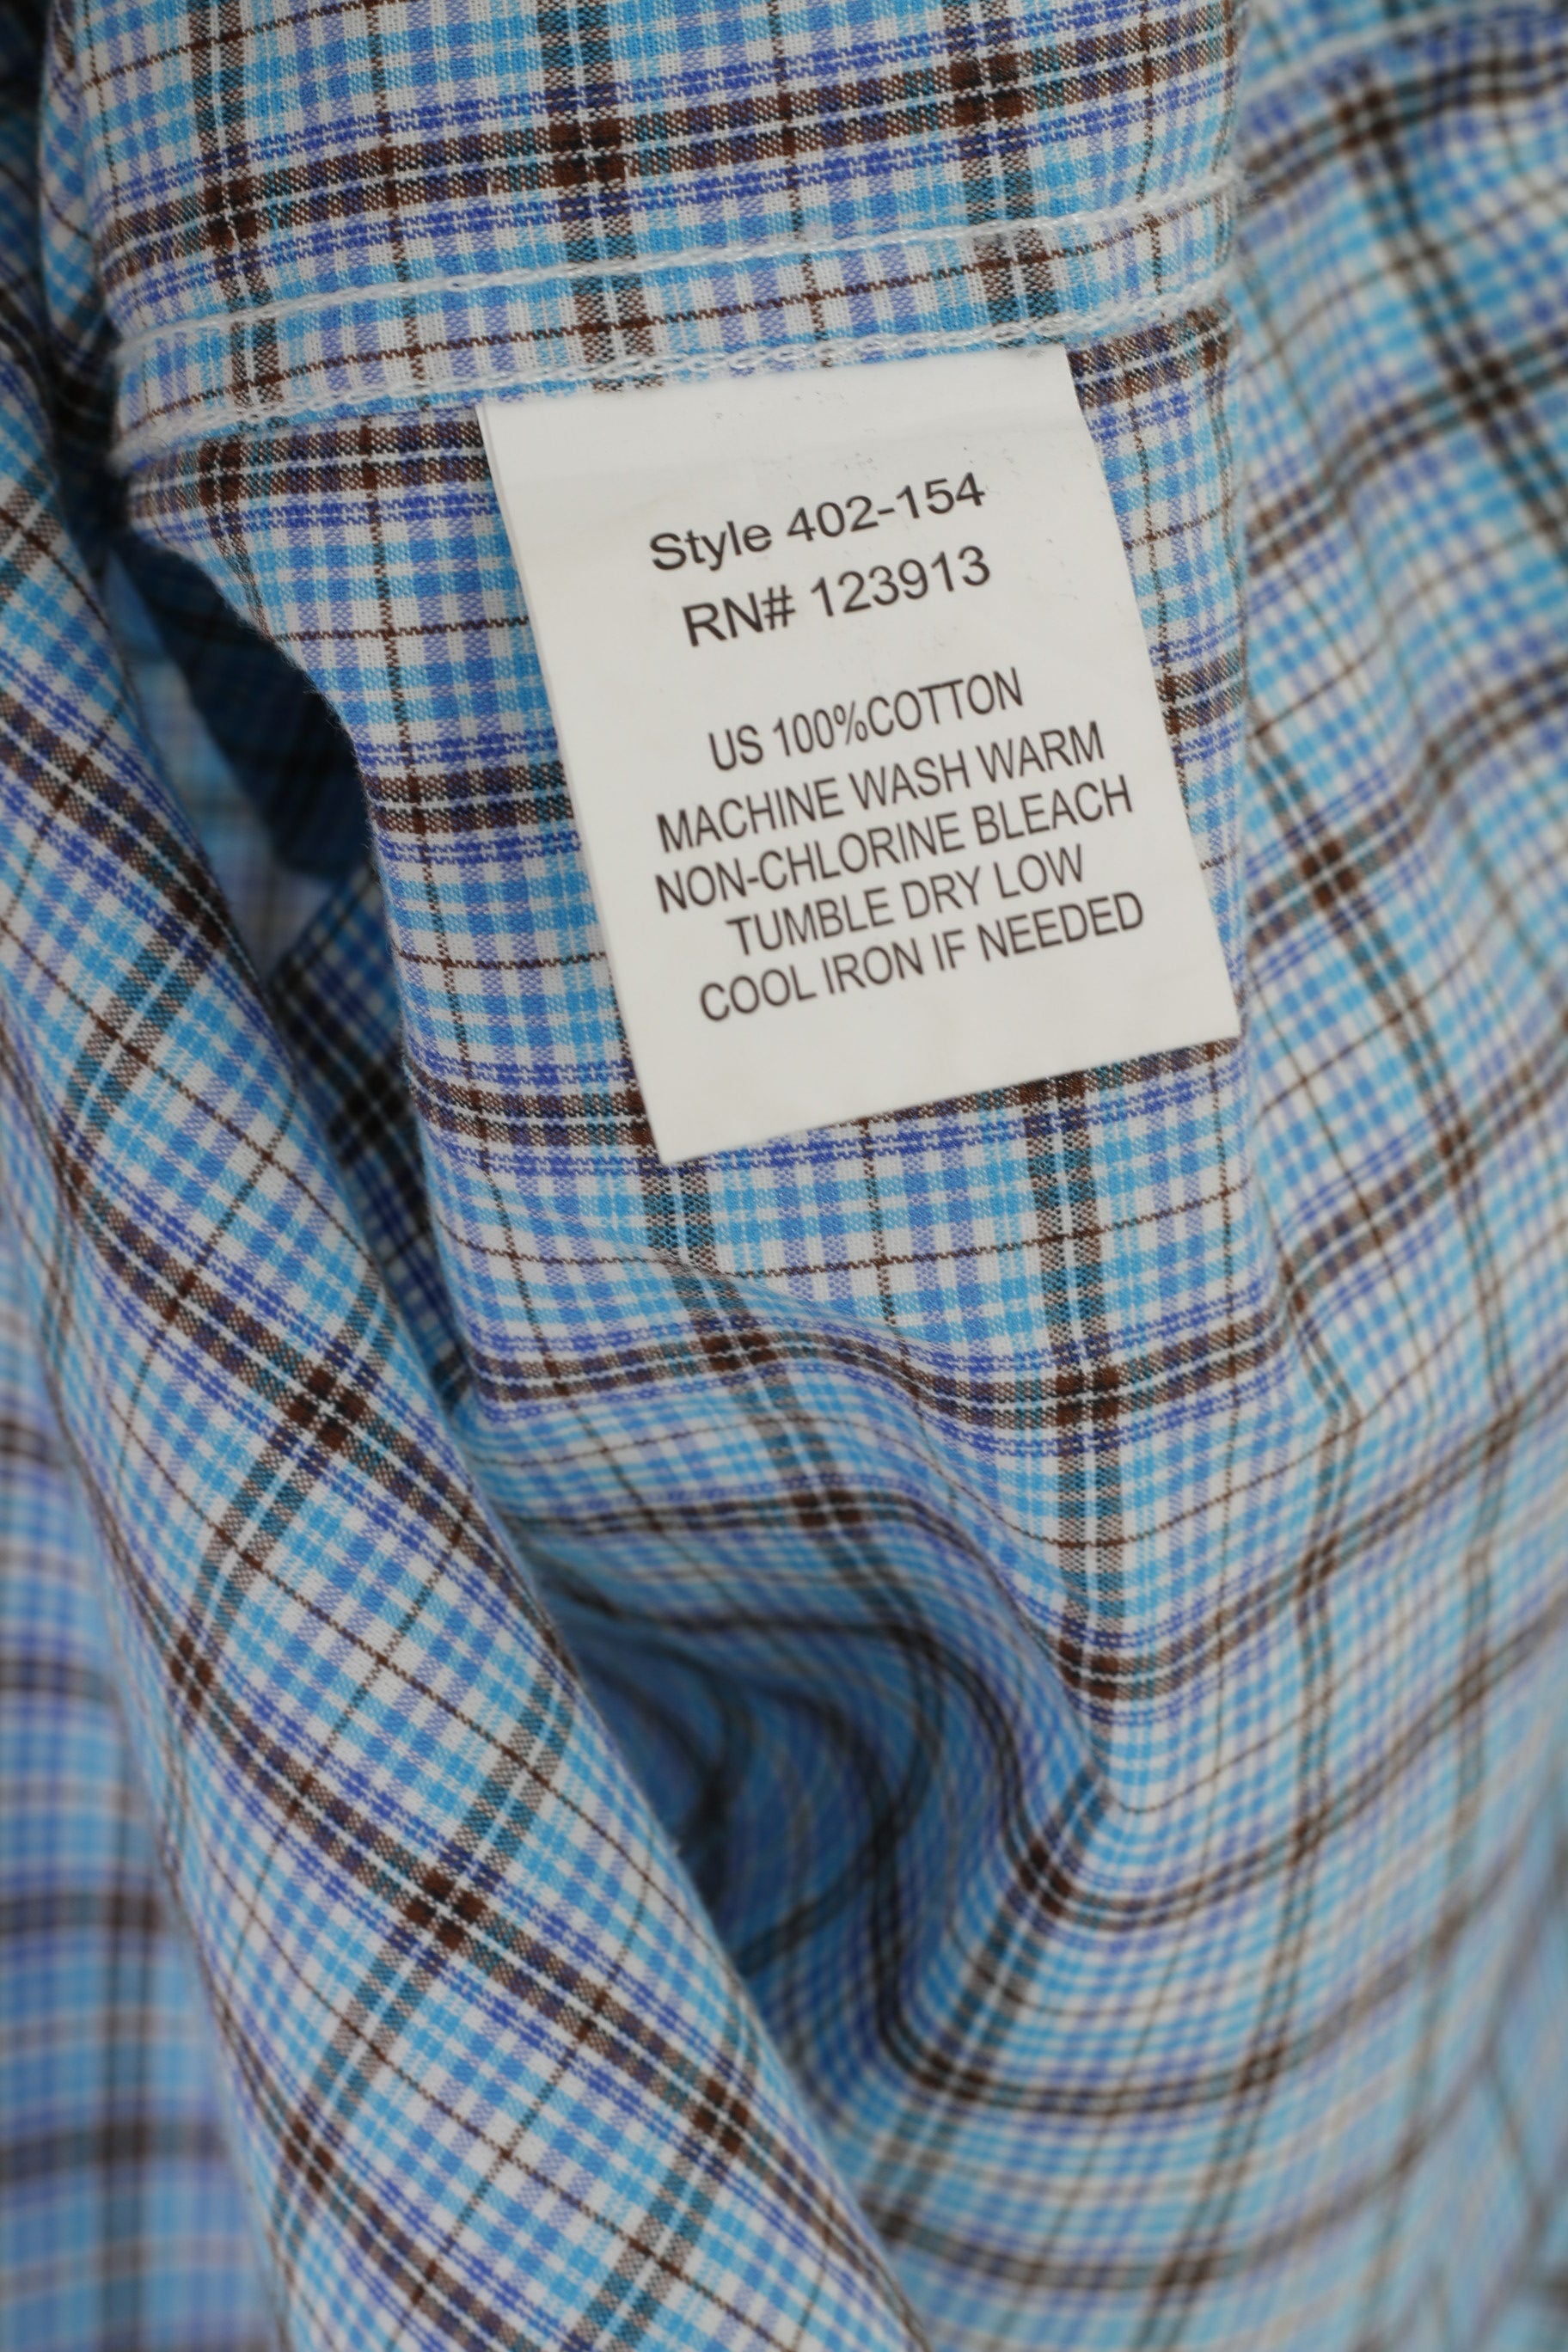 Style 402-154
RN# 123913
US 100%COTTON
MACHINE WASH WARM
NON-CHLORINE BLEACH
TUMBLE DRY LOW
COOL IRON IF NEEDED